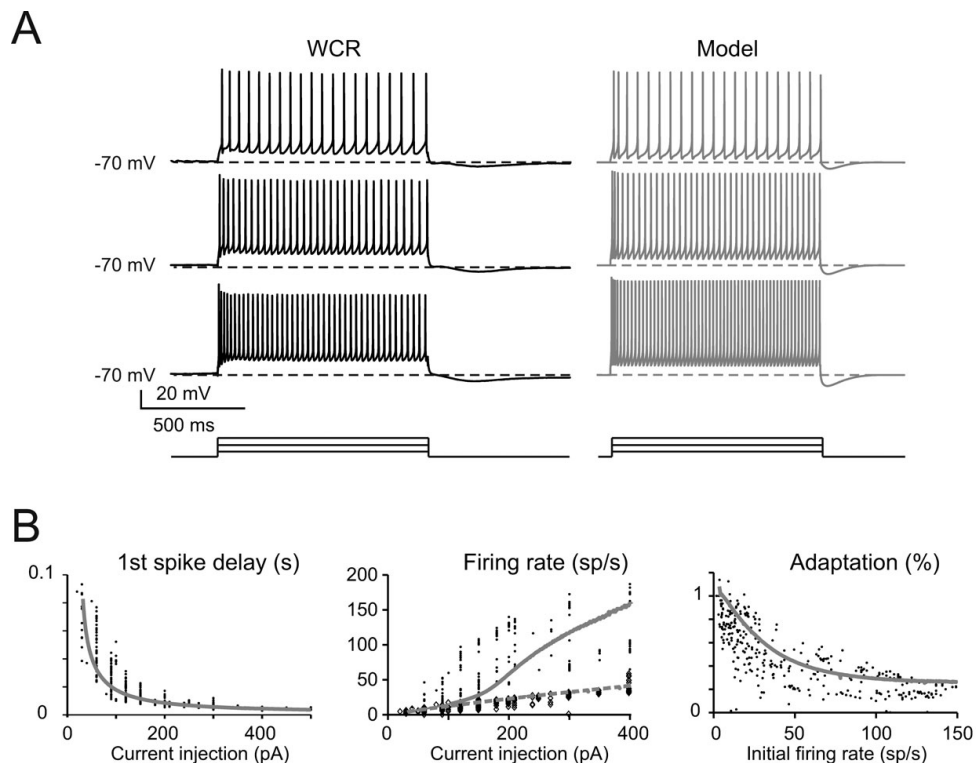 A
WCR Model
-70 mV
-70 mV
-70 mV
20 mV
500 ms
B
1st spike delay (s) Firing rate (sp/s) Adaptation (%)
0.1 200 1
150
100
50
0 0 0
0 100 200 300 400 0 200 400 0 50 100 150
Current injection (pA) Current injection (pA) Initial firing rate (sp/s)